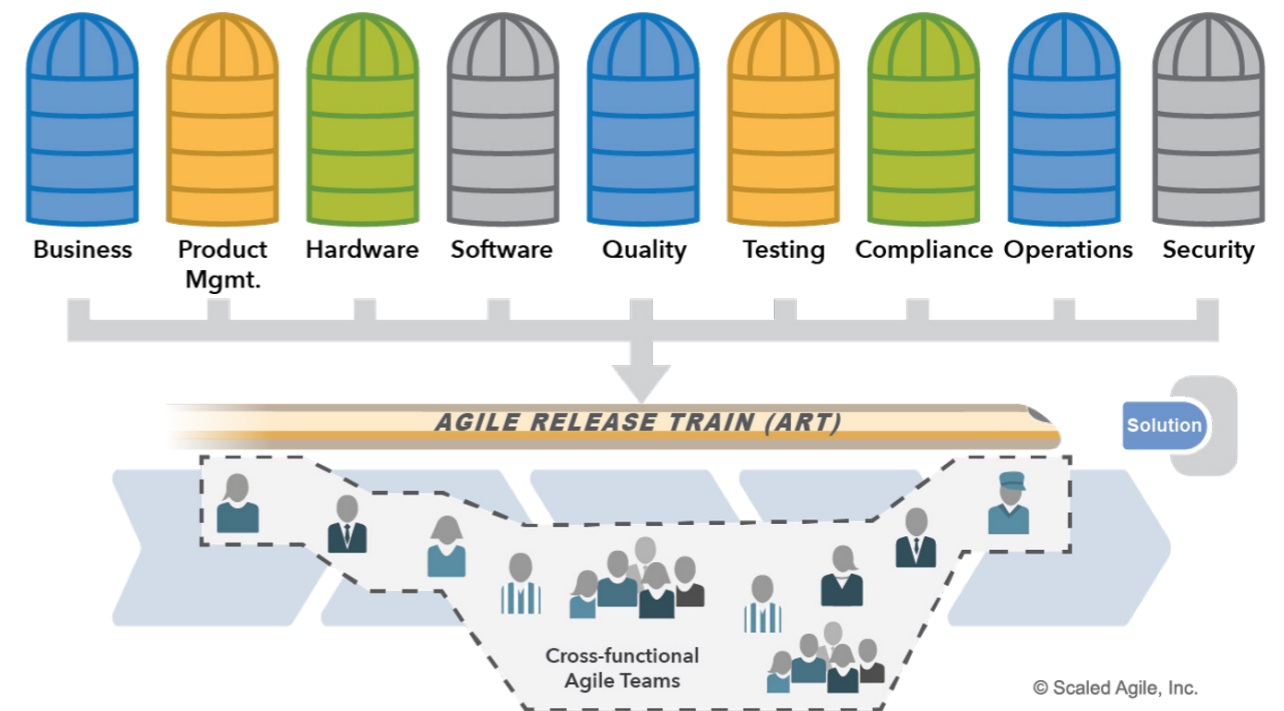 Business
Product
Mgmt.
Hardware
Software
Quality
Testing
Compliance
Operations
Security
AGILE RELEASE TRAIN (ART)
Solution
Cross-functional
Agile Teams
© Scaled Agile, Inc.